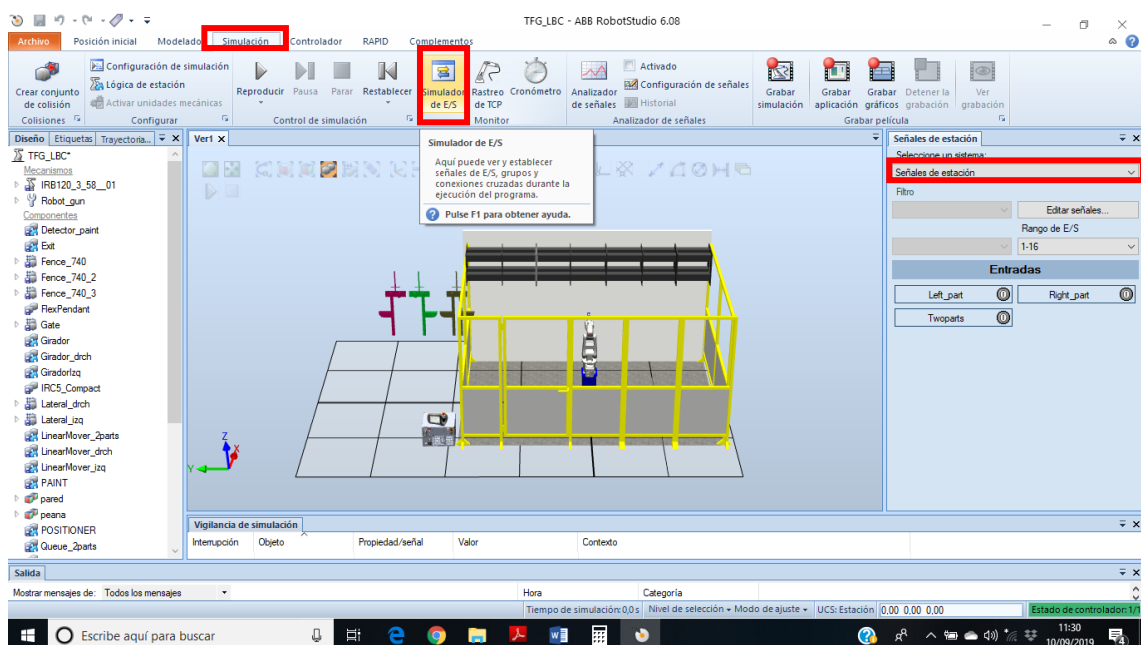 TFG_LBC - ABB RobotStudio 6.08
Archivo Posición inicial Modelado Simulación Controlador RAPID Complementos
Crear conjunto de colisión
Configuración de simulación
Lógica de estación
Activar unidades mecánicas
Reproducir Pausa Parar Restablecer
Simulador de E/S
Rastreo de TCP
Cronómetro
Analizador de señales
Activado
Configuración de señales
Historial
Grabar simulación
Grabar aplicación
Grabar gráficos
Detener la grabación
Ver grabación
Colisiones Configurar Control de simulación Monitor Analizador de señales Grabar película
Diseño Etiquetas Trayectoria...
Ver1
Señales de estación
TFG_LBC*
Mecanismos
IRB120_3_58__01
Robot_gun
Componentes
Detector_paint
Exit
Fence_740
Fence_740_2
Fence_740_3
FlexPendant
Gate
Girador
Girador_drch
GiradorIzq
IRC5_Compact
Lateral_drch
Lateral_izq
LinearMover_2parts
LinearMover_drch
LinearMover_izq
PAINT
pared
peana
POSITIONER
Queue_2parts
Simulador de E/S
Aquí puede ver y establecer
señales de E/S, grupos y
conexiones cruzadas durante la
ejecución del programa.
Pulse F1 para obtener ayuda.
Z
X
Y
Seleccione un sistema:
Señales de estación
Filtro
Editar señales...
Rango de E/S
1-16
Entradas
Left_part Right_part
Twoparts
Vigilancia de simulación
Interrupción Objeto Propiedad/señal Valor Contexto
Salida
Mostrar mensajes de: Todos los mensajes Hora Categoría
Tiempo de simulación: 0,0 s Nivel de selección Modo de ajuste UCS: Estación 0,00 0,00 0,00 Estado de controlador: 1/1
Escribe aquí para buscar
11:30
10/09/2019
4